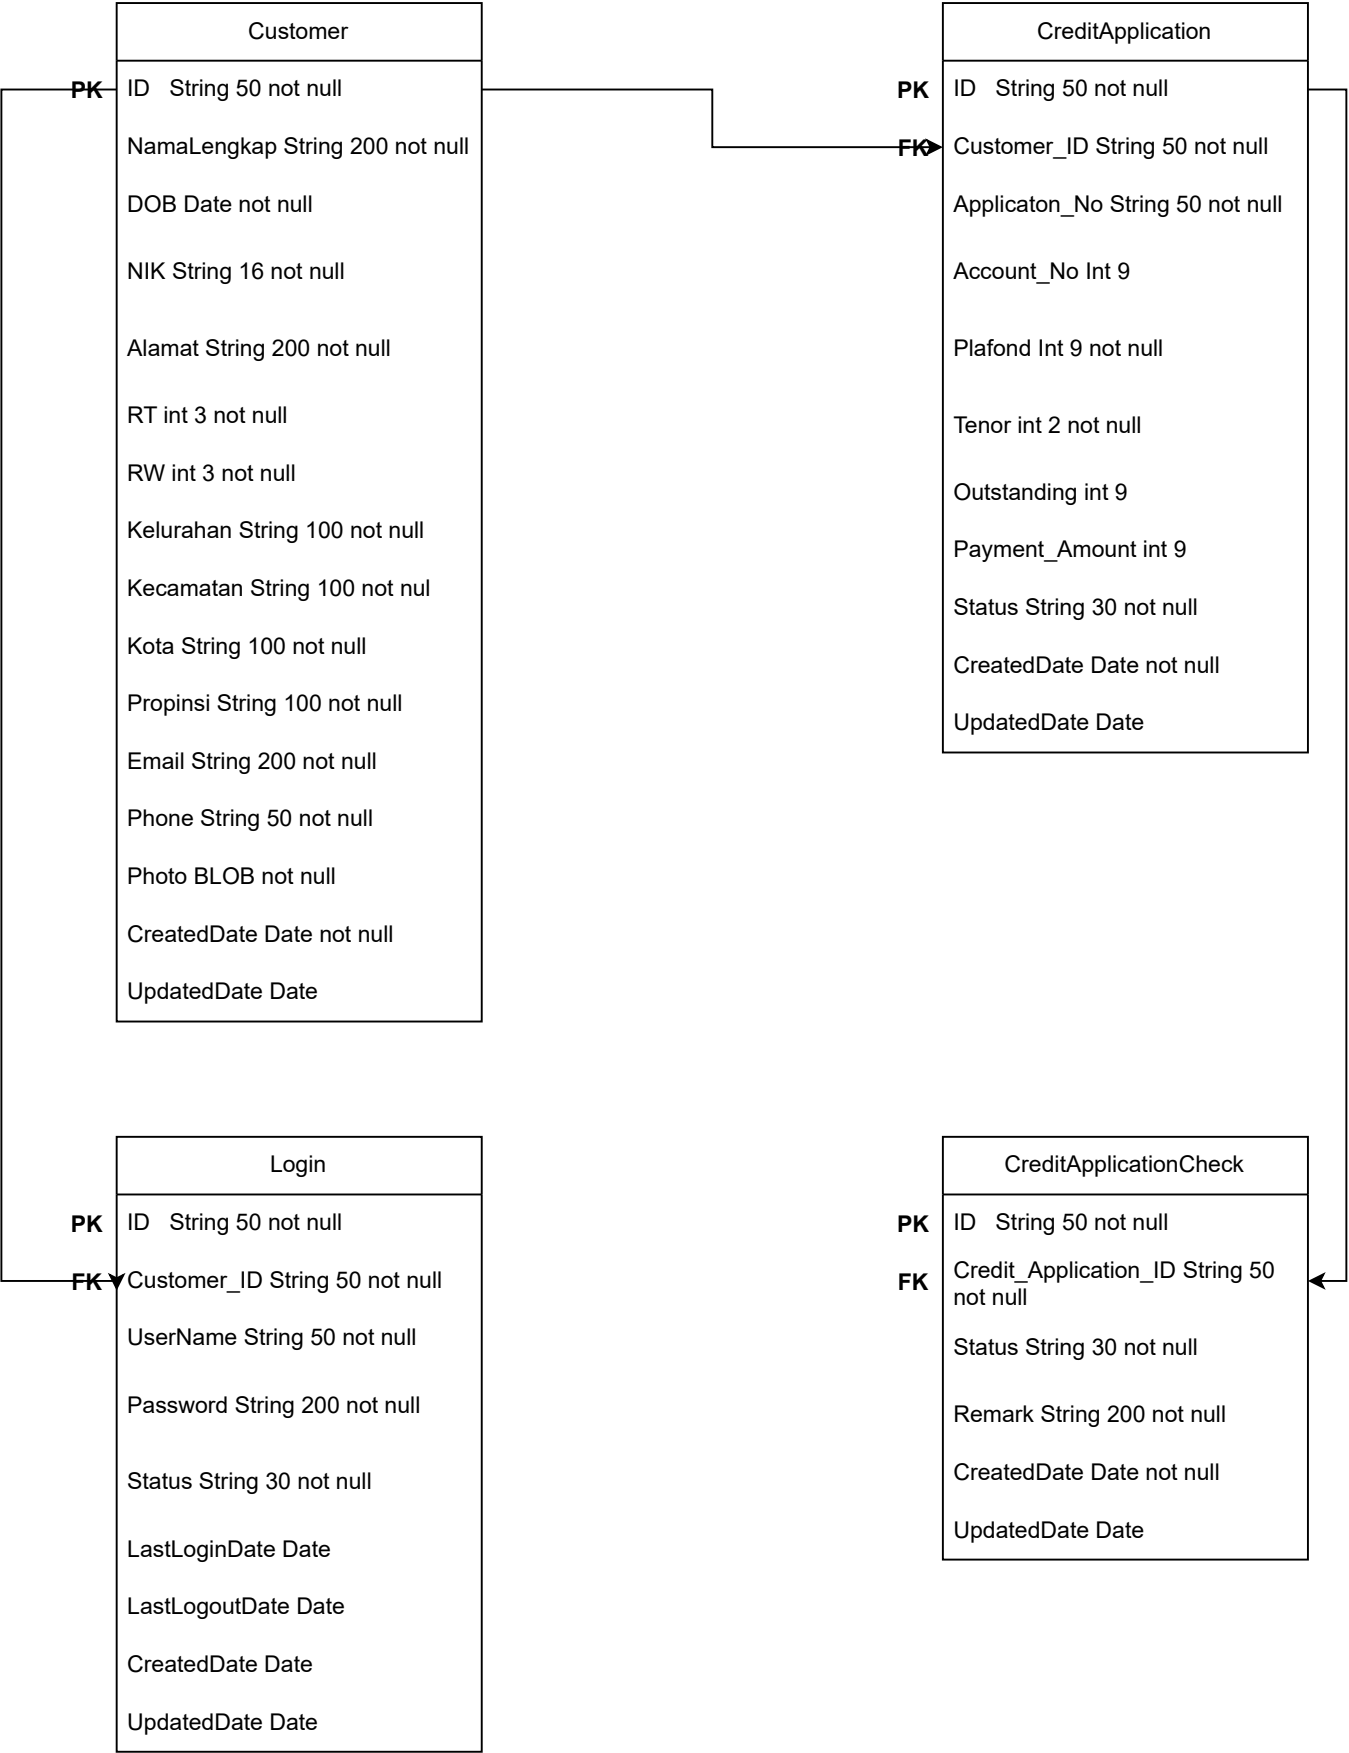 Customer
PK
ID   String 50 not null
NamaLengkap String 200 not null
DOB Date not null
NIK String 16 not null
Alamat String 200 not null
RT int 3 not null
RW int 3 not null
Kelurahan String 100 not null
Kecamatan String 100 not nul
Kota String 100 not null
Propinsi String 100 not null
Email String 200 not null
Phone String 50 not null
Photo BLOB not null
CreatedDate Date not null
UpdatedDate Date
CreditApplication
PK
ID   String 50 not null
FK
Customer_ID String 50 not null
Applicaton_No String 50 not null
Account_No Int 9
Plafond Int 9 not null
Tenor int 2 not null
Outstanding int 9
Payment_Amount int 9
Status String 30 not null
CreatedDate Date not null
UpdatedDate Date
Login
PK
ID   String 50 not null
FK
Customer_ID String 50 not null
UserName String 50 not null
Password String 200 not null
Status String 30 not null
LastLoginDate Date
LastLogoutDate Date
CreatedDate Date
UpdatedDate Date
CreditApplicationCheck
PK
ID   String 50 not null
FK
Credit_Application_ID String 50
not null
Status String 30 not null
Remark String 200 not null
CreatedDate Date not null
UpdatedDate Date